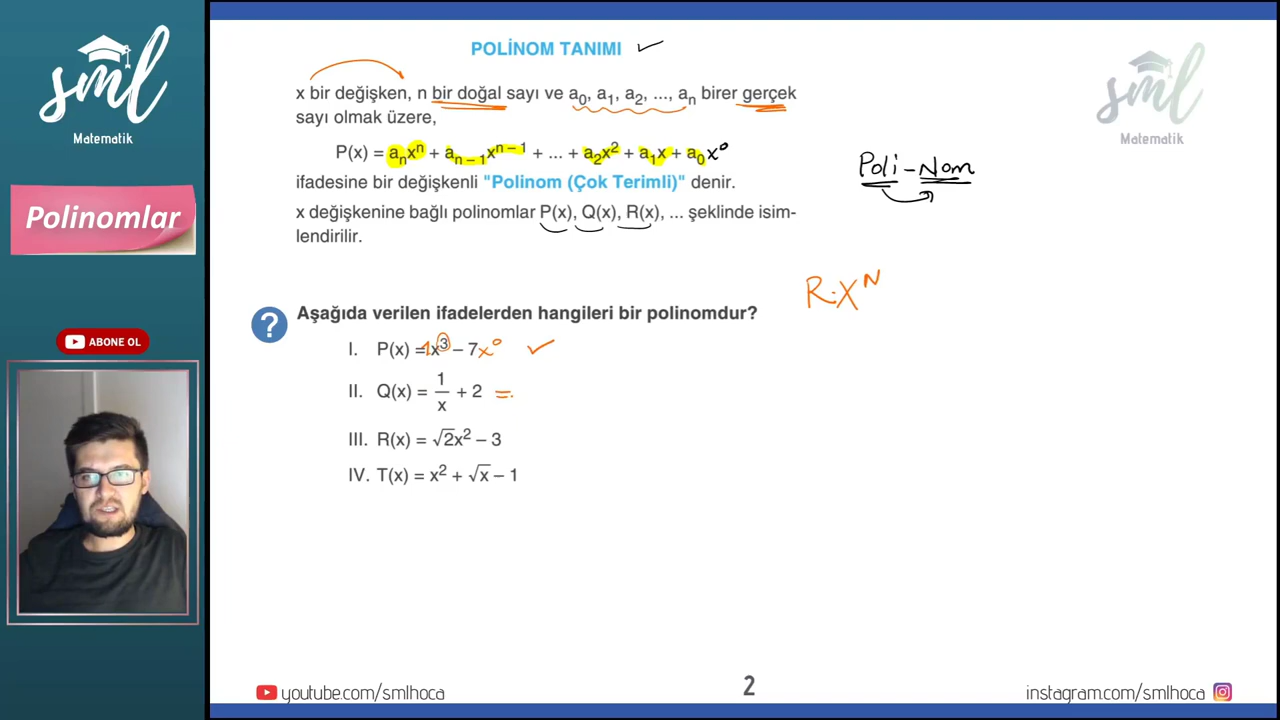 sml
Matematik
Polinomlar
ABONE OL
POLİNOM TANIMI
x bir değişken, n bir doğal sayı ve a₀, a₁, a₂, ..., aₙ birer gerçek
sayı olmak üzere,
P(x) = aₙxⁿ + aₙ₋₁xⁿ⁻¹ + ... + a₂x² + a₁x + a₀x⁰
ifadesine bir değişkenli "Polinom (Çok Terimli)" denir.
x değişkenine bağlı polinomlar P(x), Q(x), R(x), ... şeklinde isim-
lendirilir.
Poli-Nom
R.xᴺ
? Aşağıda verilen ifadelerden hangileri bir polinomdur?
I. P(x) = 1x³ – 7x⁰
II. Q(x) = 1/x + 2 =
III. R(x) = √2x² – 3
IV. T(x) = x² + √x – 1
sml
Matematik
youtube.com/smlhoca
2
instagram.com/smlhoca